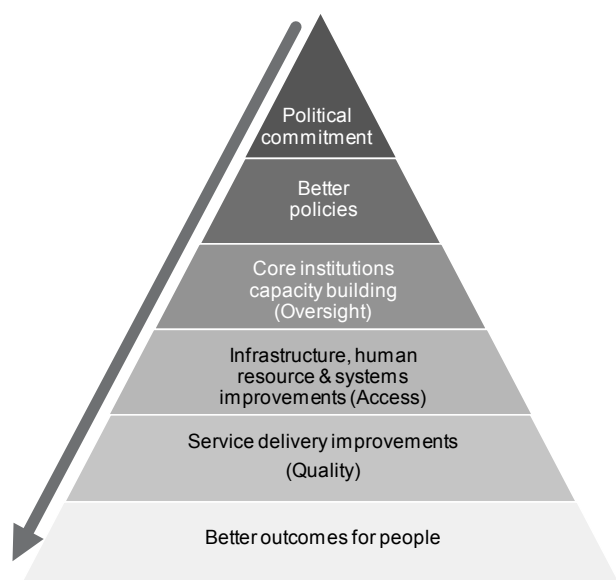 Political
commitment
Better
policies
Core institutions
capacity building
(Oversight)
Infrastructure, human
resource & systems
improvements (Access)
Service delivery improvements
(Quality)
Better outcomes for people